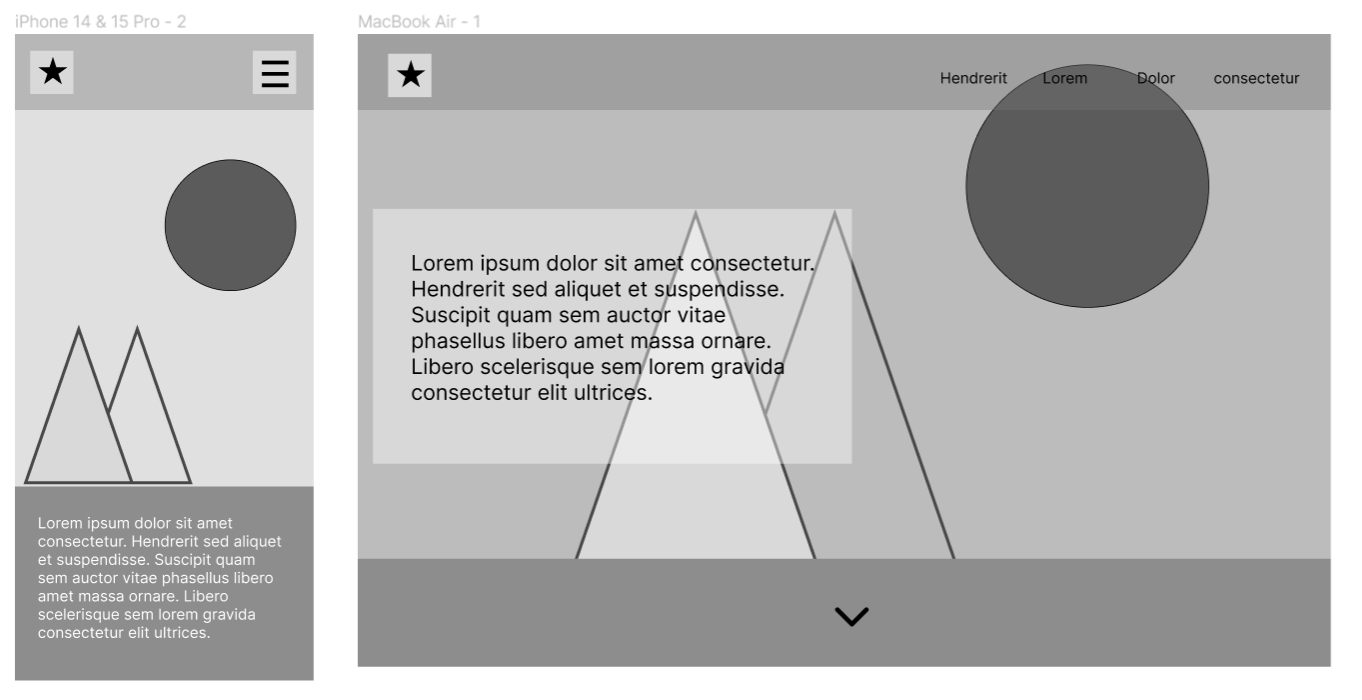 iPhone 14 & 15 Pro - 2
Lorem ipsum dolor sit amet
consectetur. Hendrerit sed aliquet
et suspendisse. Suscipit quam
sem auctor vitae phasellus libero
amet massa ornare. Libero
scelerisque sem lorem gravida
consectetur elit ultrices.
MacBook Air - 1
Hendrerit Lorem Dolor consectetur
Lorem ipsum dolor sit amet consectetur.
Hendrerit sed aliquet et suspendisse.
Suscipit quam sem auctor vitae
phasellus libero amet massa ornare.
Libero scelerisque sem lorem gravida
consectetur elit ultrices.